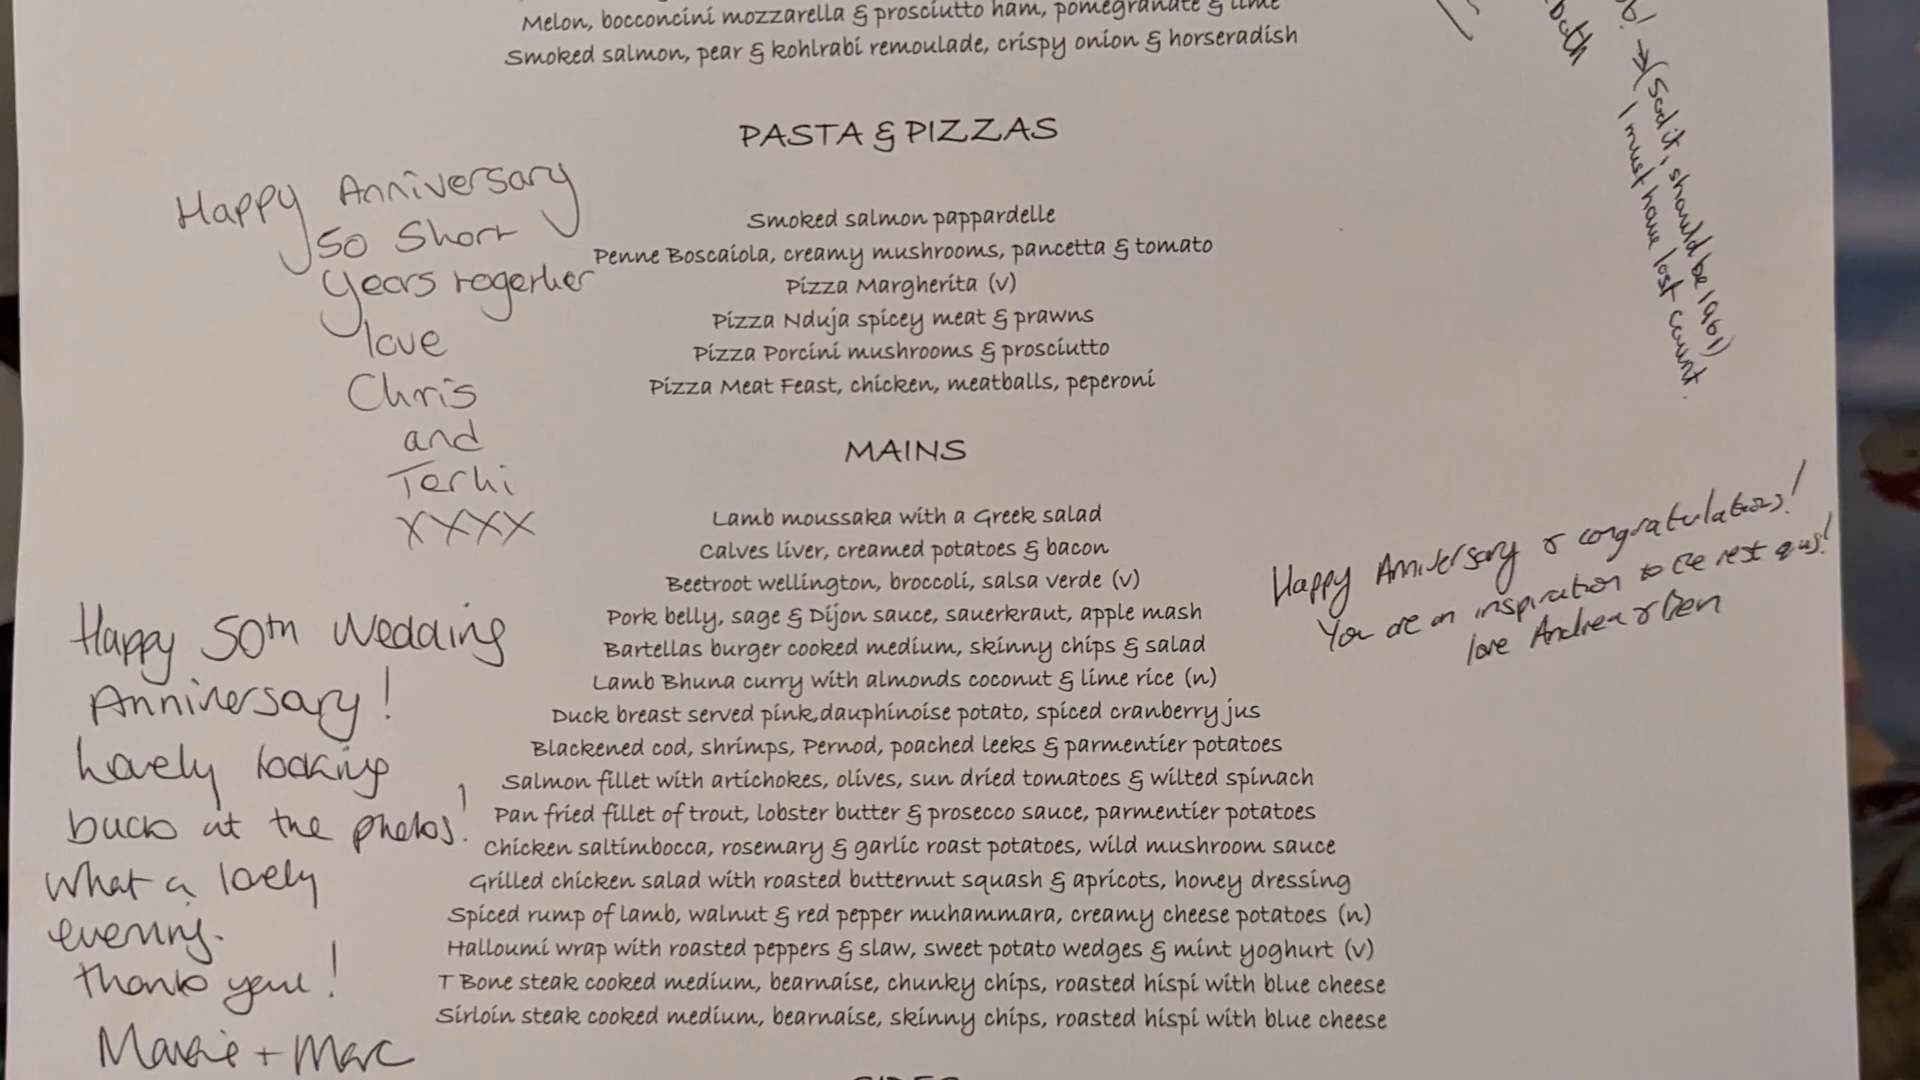 Melon, bocconcini mozzarella & prosciutto ham, pomegranate & lime
Smoked salmon, pear & kohlrabi remoulade, crispy onion & horseradish
both
(Sod it, should be 1961)
I must have lost count.
PASTA & PIZZAS
Smoked salmon pappardelle
Penne Boscaiola, creamy mushrooms, pancetta & tomato
Pizza Margherita (v)
Pizza Nduja spicey meat & prawns
Pizza Porcini mushrooms & prosciutto
Pizza Meat Feast, chicken, meatballs, peperoni
Happy Anniversary
50 Short
years together
love
Chris
and
Terhi
XXXX
MAINS
Lamb moussaka with a Greek salad
Calves liver, creamed potatoes & bacon
Beetroot wellington, broccoli, salsa verde (v)
Pork belly, sage & Dijon sauce, sauerkraut, apple mash
Bartellas burger cooked medium, skinny chips & salad
Lamb Bhuna curry with almonds coconut & lime rice (n)
Duck breast served pink,dauphinoise potato, spiced cranberry jus
Blackened cod, shrimps, Pernod, poached leeks & parmentier potatoes
Salmon fillet with artichokes, olives, sun dried tomatoes & wilted spinach
Pan fried fillet of trout, lobster butter & prosecco sauce, parmentier potatoes
Chicken saltimbocca, rosemary & garlic roast potatoes, wild mushroom sauce
Grilled chicken salad with roasted butternut squash & apricots, honey dressing
Spiced rump of lamb, walnut & red pepper muhammara, creamy cheese potatoes (n)
Halloumi wrap with roasted peppers & slaw, sweet potato wedges & mint yoghurt (v)
T Bone steak cooked medium, bearnaise, chunky chips, roasted hispi with blue cheese
Sirloin steak cooked medium, bearnaise, skinny chips, roasted hispi with blue cheese
Happy Anniversary & congratulations!
You are an inspiration to the rest of us!
love Andrea & Ben
Happy 50th Wedding
Anniversary!
Lovely looking
back at the photos!
What a lovely
evening.
thank you!
+ Marc